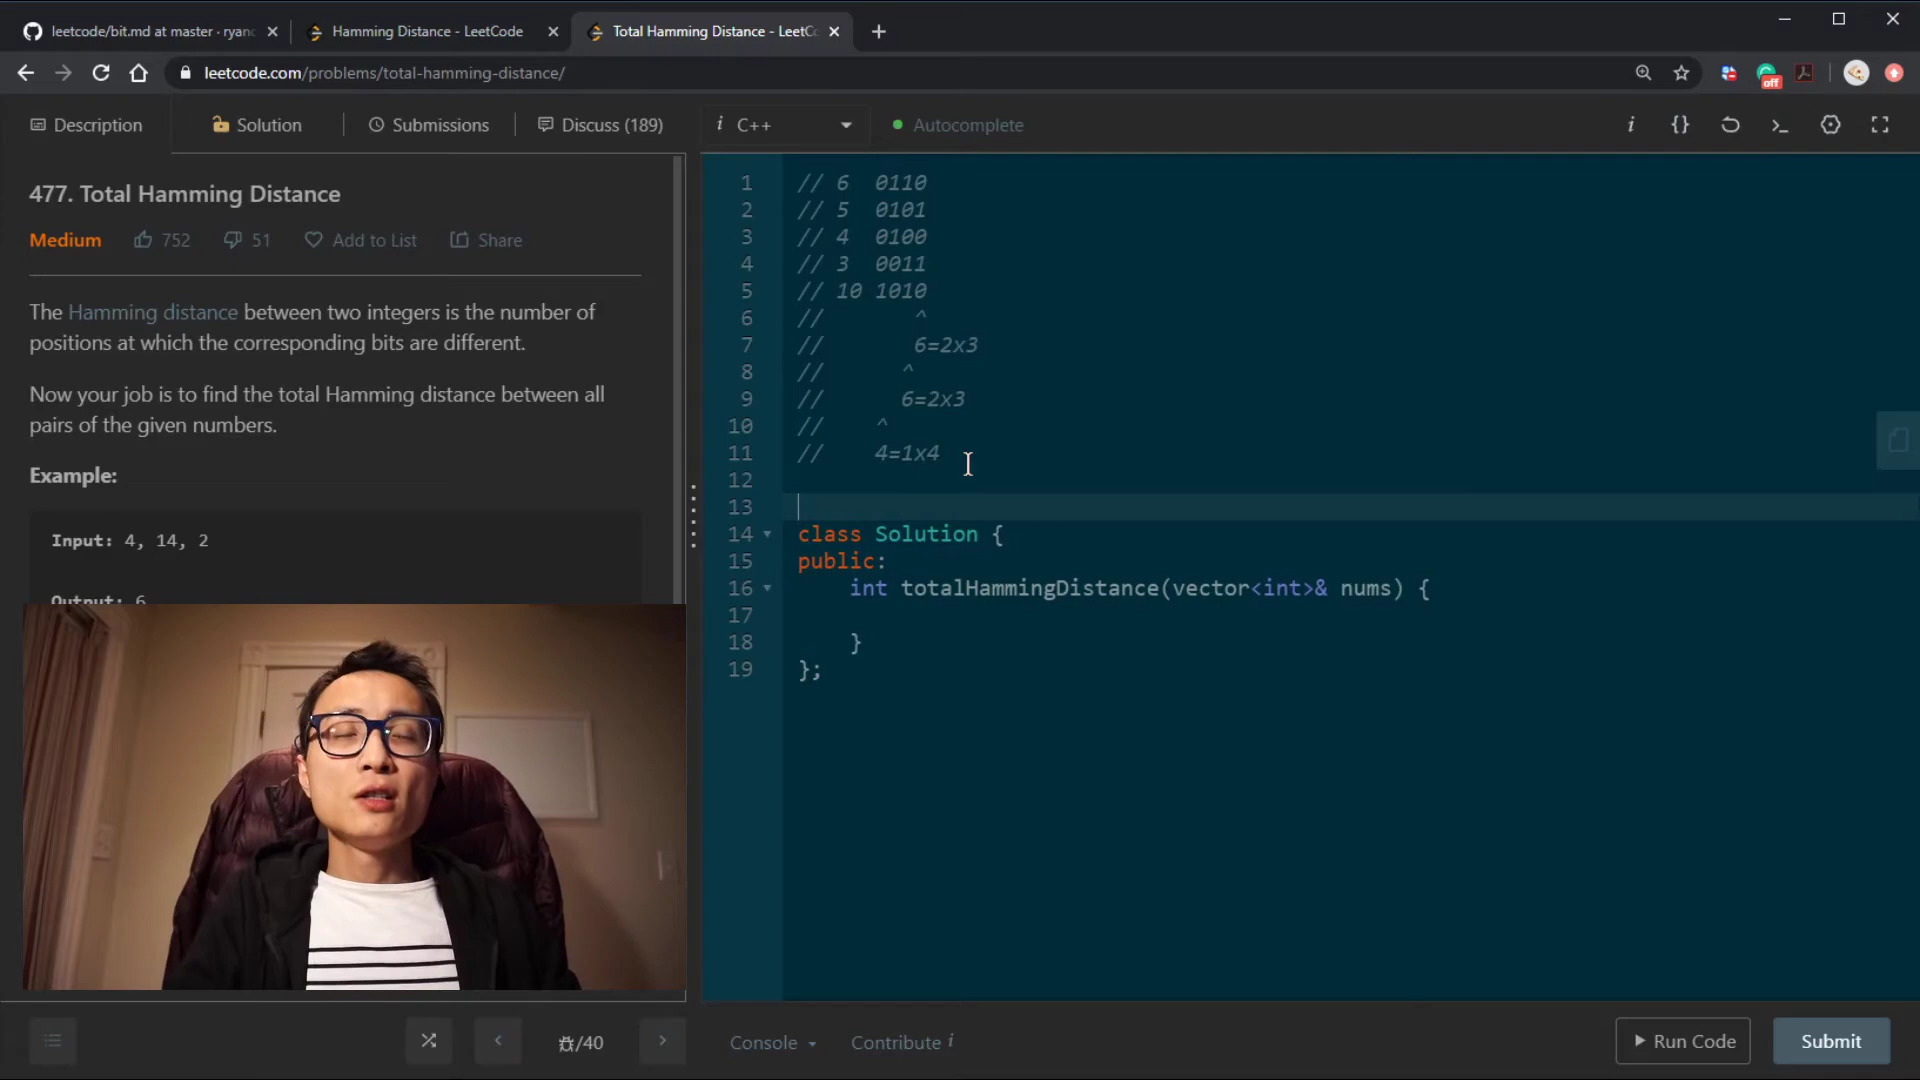 leetcode/bit.md at master · ryanc
Hamming Distance - LeetCode
Total Hamming Distance - LeetC
leetcode.com/problems/total-hamming-distance/
off
Description
Solution
Submissions
Discuss (189)
i C++
Autocomplete
i {}
477. Total Hamming Distance
Medium 752 51 Add to List Share
The Hamming distance between two integers is the number of
positions at which the corresponding bits are different.
Now your job is to find the total Hamming distance between all
pairs of the given numbers.
Example:
Input: 4, 14, 2
Output: 6
1 // 6 0110
2 // 5 0101
3 // 4 0100
4 // 3 0011
5 // 10 1010
6 // ^
7 // 6=2x3
8 // ^
9 // 6=2x3
10 // ^
11 // 4=1x4
12
13
14 class Solution {
15 public:
16 int totalHammingDistance(vector<int>& nums) {
17
18 }
19 };
/40
Console
Contribute i
Run Code
Submit